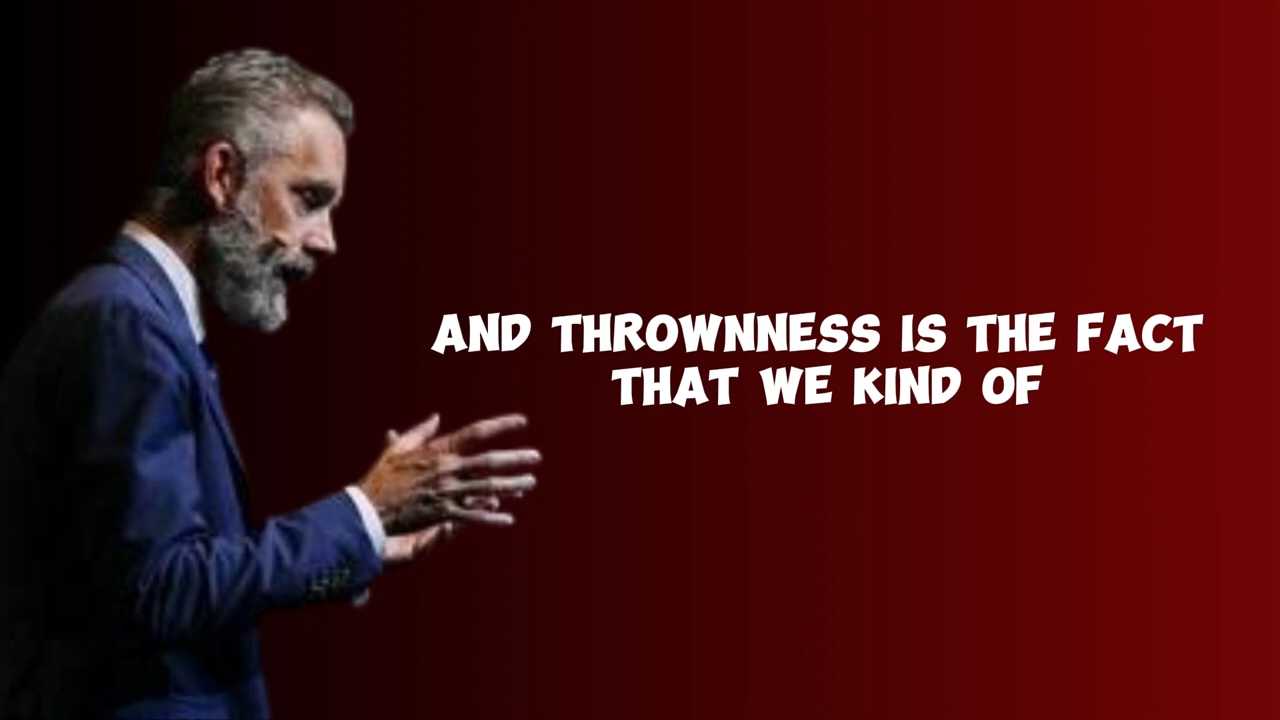 AND THROWNNESS IS THE FACT
THAT WE KIND OF